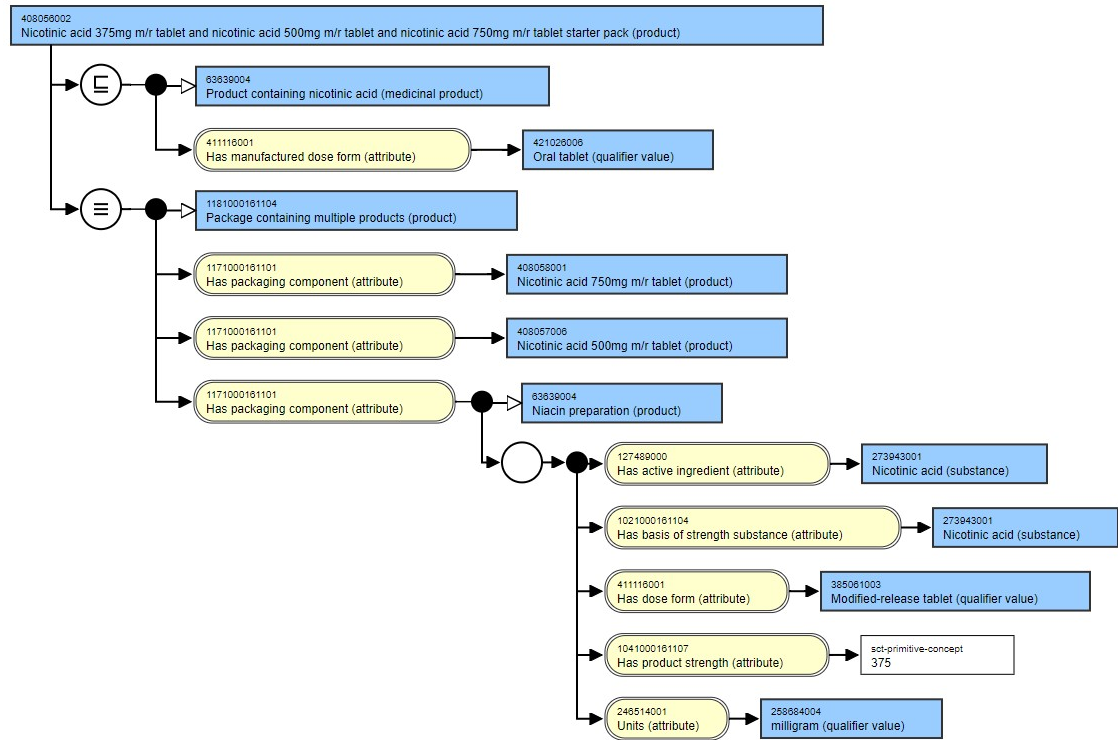 408056002
Nicotinic acid 375mg m/r tablet and nicotinic acid 500mg m/r tablet and nicotinic acid 750mg m/r tablet starter pack (product)
⊑
63639004
Product containing nicotinic acid (medicinal product)
411116001
Has manufactured dose form (attribute)
421026006
Oral tablet (qualifier value)
≡
1181000161104
Package containing multiple products (product)
1171000161101
Has packaging component (attribute)
408058001
Nicotinic acid 750mg m/r tablet (product)
1171000161101
Has packaging component (attribute)
408057006
Nicotinic acid 500mg m/r tablet (product)
1171000161101
Has packaging component (attribute)
63639004
Niacin preparation (product)
127489000
Has active ingredient (attribute)
273943001
Nicotinic acid (substance)
1021000161104
Has basis of strength substance (attribute)
273943001
Nicotinic acid (substance)
411116001
Has dose form (attribute)
385061003
Modified-release tablet (qualifier value)
1041000161107
Has product strength (attribute)
sct-primitive-concept
375
246514001
Units (attribute)
258684004
milligram (qualifier value)